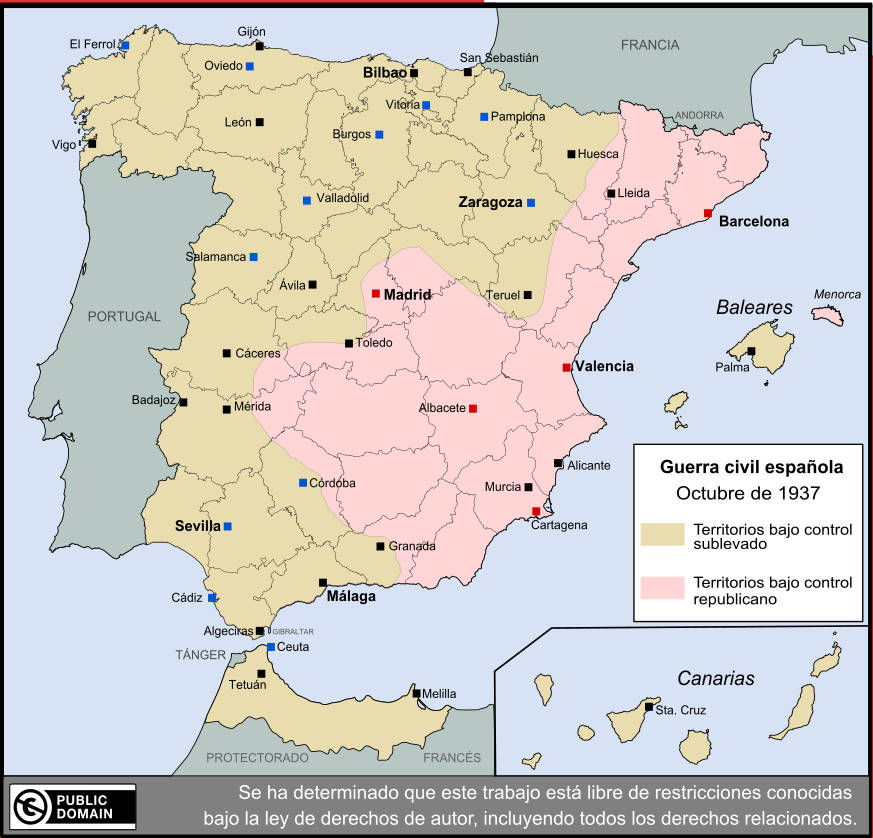 Gijón
El Ferrol
FRANCIA
San Sebastián
Oviedo
Bilbao
Vitoria
Pamplona
ANDORRA
León
Burgos
Vigo
Huesca
Lleida
Valladolid
Zaragoza
Barcelona
Salamanca
Ávila
Madrid
Teruel
Menorca
Baleares
PORTUGAL
Toledo
Cáceres
Valencia
Palma
Badajoz
Mérida
Albacete
Guerra civil española
Octubre de 1937
Alicante
Córdoba
Murcia
Cartagena
Sevilla
Territorios bajo control
sublevado
Granada
Territorios bajo control
republicano
Málaga
Cádiz
Algeciras
GIBRALTAR
Ceuta
TÁNGER
Tetuán
Melilla
Canarias
Sta. Cruz
PROTECTORADO
FRANCÉS
PUBLIC
DOMAIN
Se ha determinado que este trabajo está libre de restricciones conocidas
bajo la ley de derechos de autor, incluyendo todos los derechos relacionados.